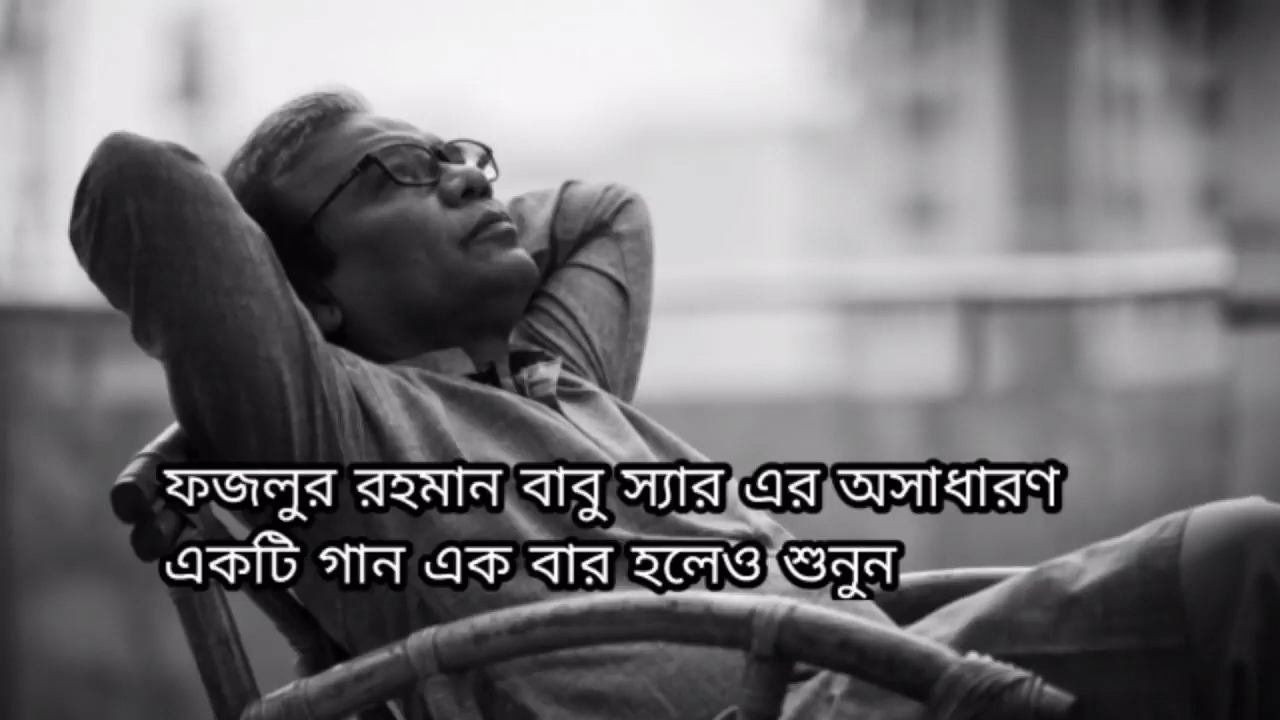 ফজলুর রহমান বাবু স্যার এর অসাধারণ
একটি গান এক বার হলেও শুনুন